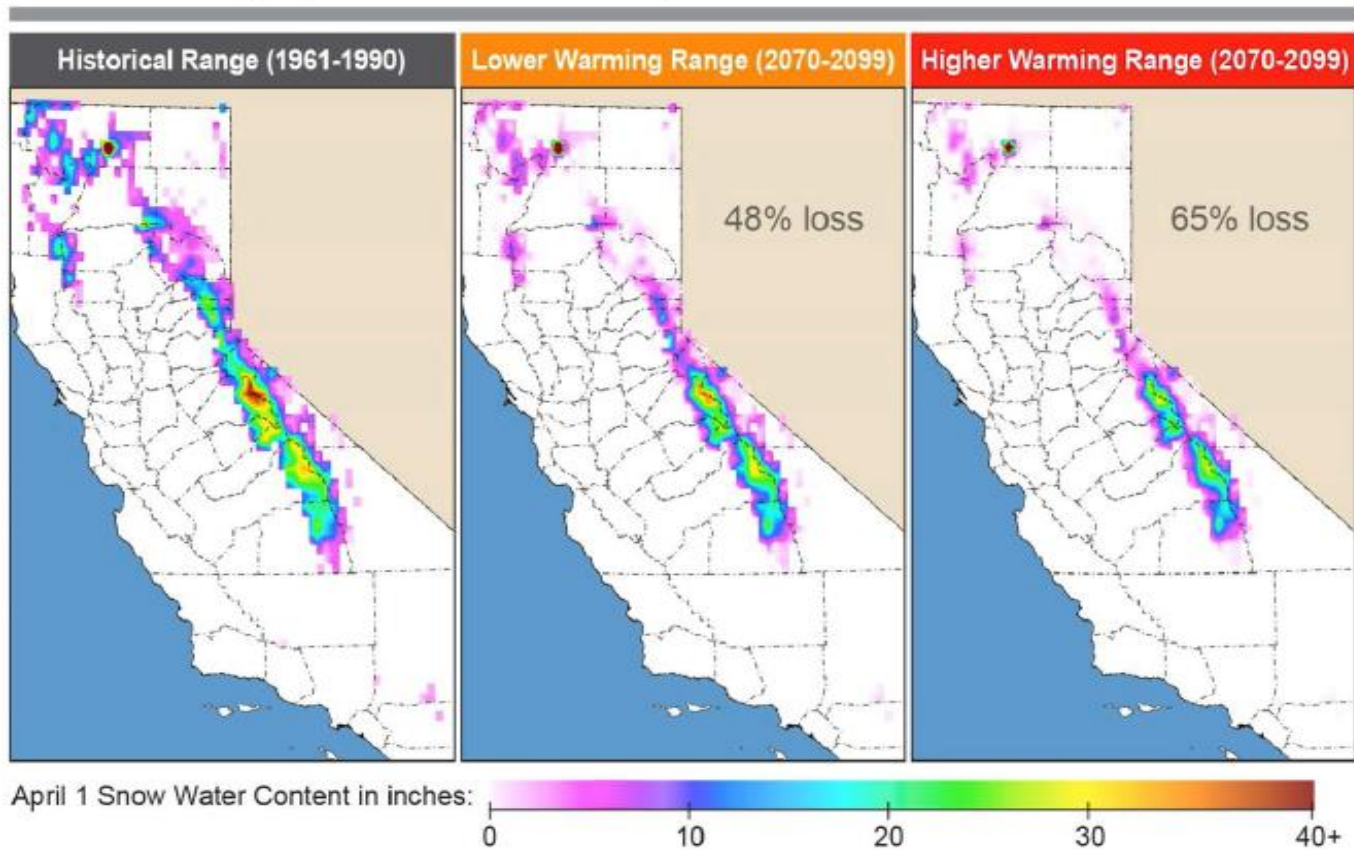 Historical Range (1961-1990)
Lower Warming Range (2070-2099)
Higher Warming Range (2070-2099)
48% loss
65% loss
April 1 Snow Water Content in inches:
0 10 20 30 40+